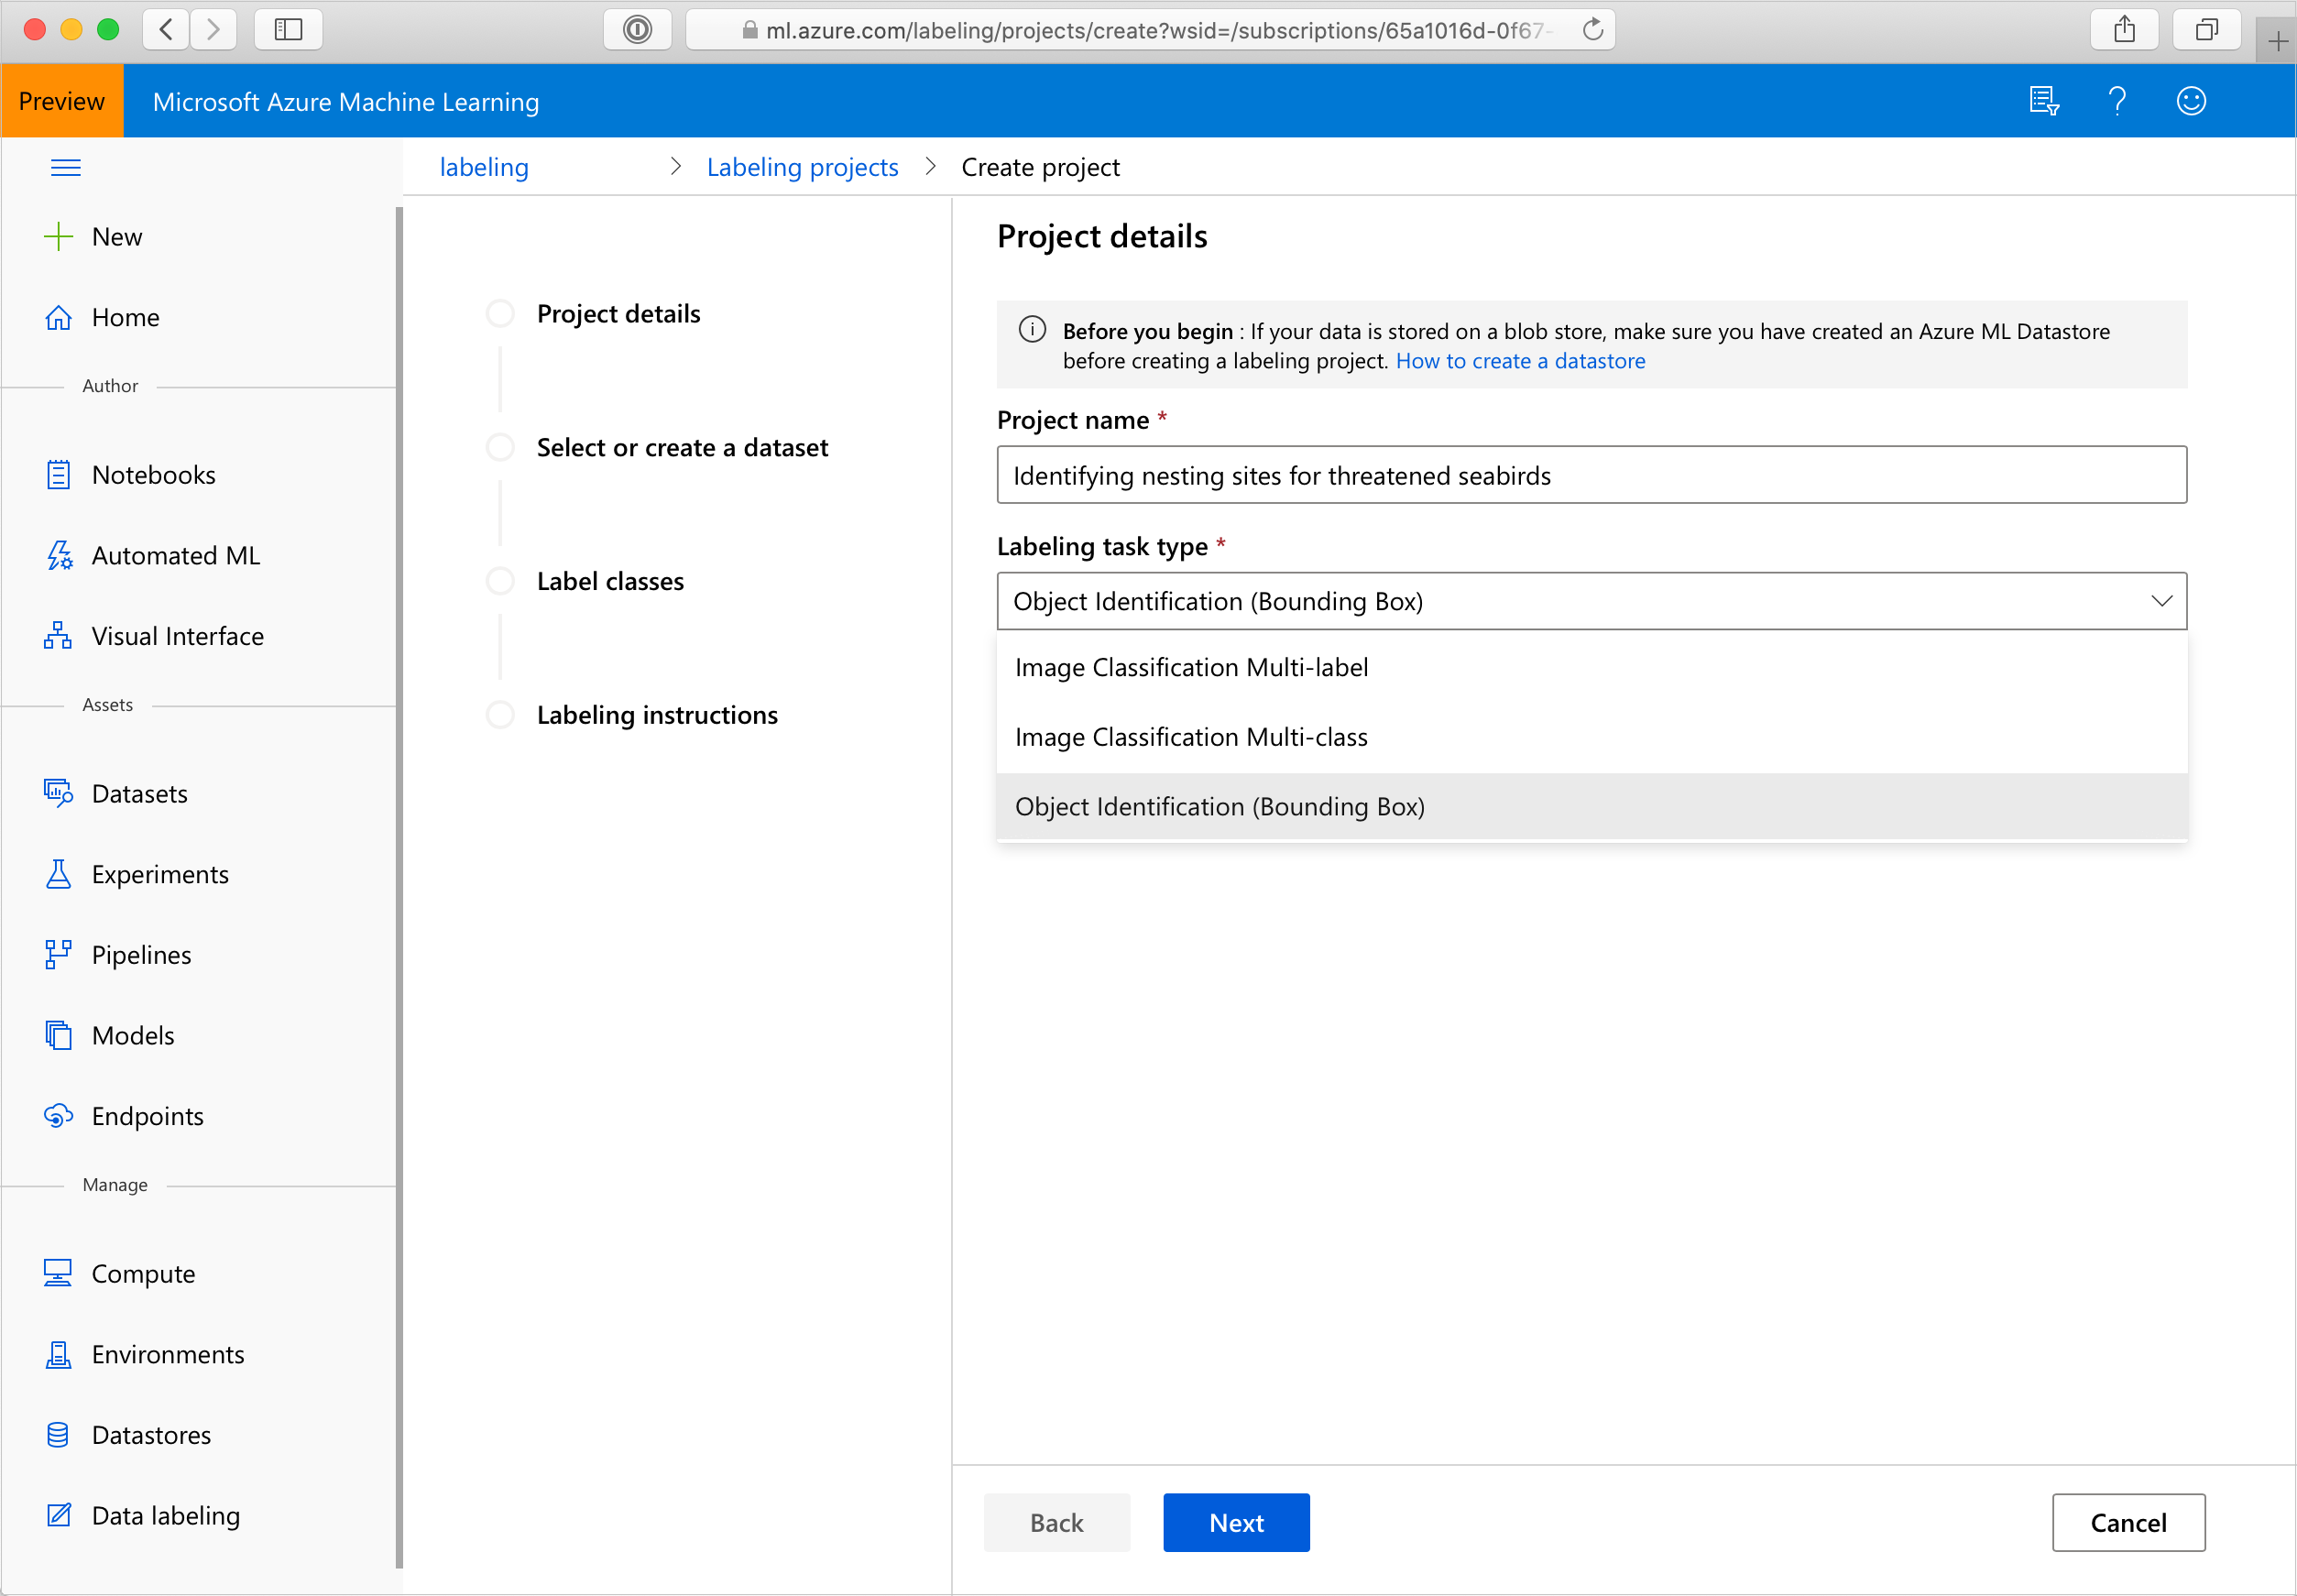 ml.azure.com/labeling/projects/create?wsid=/subscriptions/65a1016d-0f67-
Preview
Microsoft Azure Machine Learning
labeling > Labeling projects > Create project
New
Home
Author
Notebooks
Automated ML
Visual Interface
Assets
Datasets
Experiments
Pipelines
Models
Endpoints
Manage
Compute
Environments
Datastores
Data labeling
Project details
Select or create a dataset
Label classes
Labeling instructions
Project details
Before you begin : If your data is stored on a blob store, make sure you have created an Azure ML Datastore
before creating a labeling project. How to create a datastore
Project name *
Identifying nesting sites for threatened seabirds
Labeling task type *
Object Identification (Bounding Box)
Image Classification Multi-label
Image Classification Multi-class
Object Identification (Bounding Box)
Back
Next
Cancel